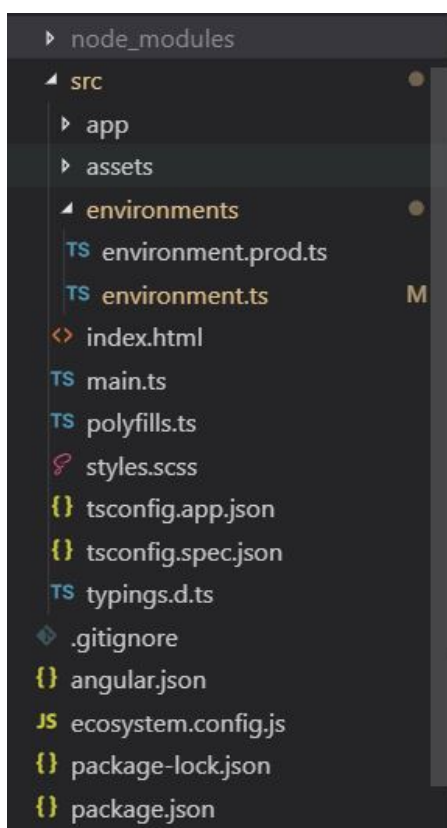 node_modules
src
app
assets
environments
TS environment.prod.ts
TS environment.ts M
<> index.html
TS main.ts
TS polyfills.ts
styles.scss
{} tsconfig.app.json
{} tsconfig.spec.json
TS typings.d.ts
.gitignore
{} angular.json
JS ecosystem.config.js
{} package-lock.json
{} package.json